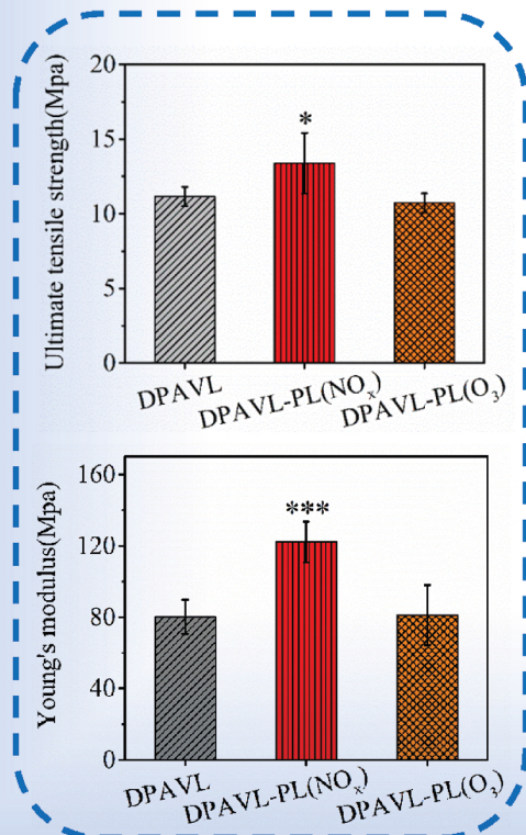 Ultimate tensile strength(Mpa)
20
15
10
5
0
*
DPAVL
DPAVL-PL(NOₓ)
DPAVL-PL(O₃)
Young's modulus(Mpa)
160
120
80
40
0
***
DPAVL
DPAVL-PL(NOₓ)
DPAVL-PL(O₃)